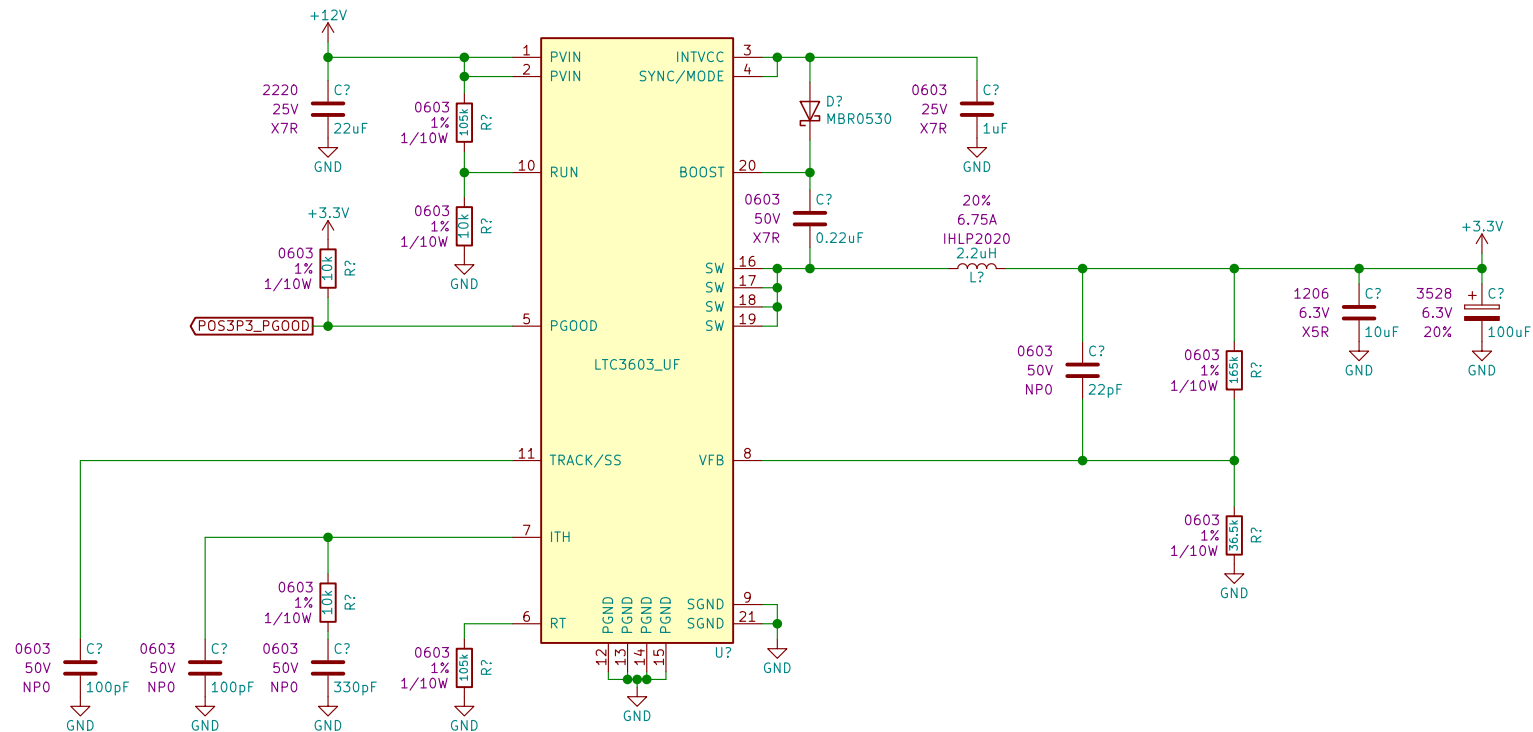 +12V
2220
25V
X7R
C?
22uF
GND
0603
1%
1/10W
105k
R?
0603
1%
1/10W
10k
R?
GND
+3.3V
0603
1%
1/10W
10k
R?
POS3P3_PGOOD
1
PVIN
2
PVIN
10
RUN
5
PGOOD
11
TRACK/SS
7
ITH
6
RT
LTC3603_UF
INTVCC
3
SYNC/MODE
4
BOOST
20
SW
16
SW
17
SW
18
SW
19
VFB
8
SGND
9
SGND
21
PGND
PGND
PGND
PGND
12
13
14
15
U?
GND
GND
D?
MBR0530
0603
25V
X7R
C?
1uF
GND
0603
50V
X7R
C?
0.22uF
20%
6.75A
IHLP2020
2.2uH
L?
0603
50V
NP0
C?
22pF
0603
1%
1/10W
165k
R?
0603
1%
1/10W
36.5k
R?
GND
1206
6.3V
X5R
C?
10uF
GND
+3.3V
3528
6.3V
20%
+
C?
100uF
GND
0603
50V
NP0
C?
100pF
GND
0603
50V
NP0
C?
100pF
GND
0603
1%
1/10W
10k
R?
0603
50V
NP0
C?
330pF
GND
0603
1%
1/10W
105k
R?
GND